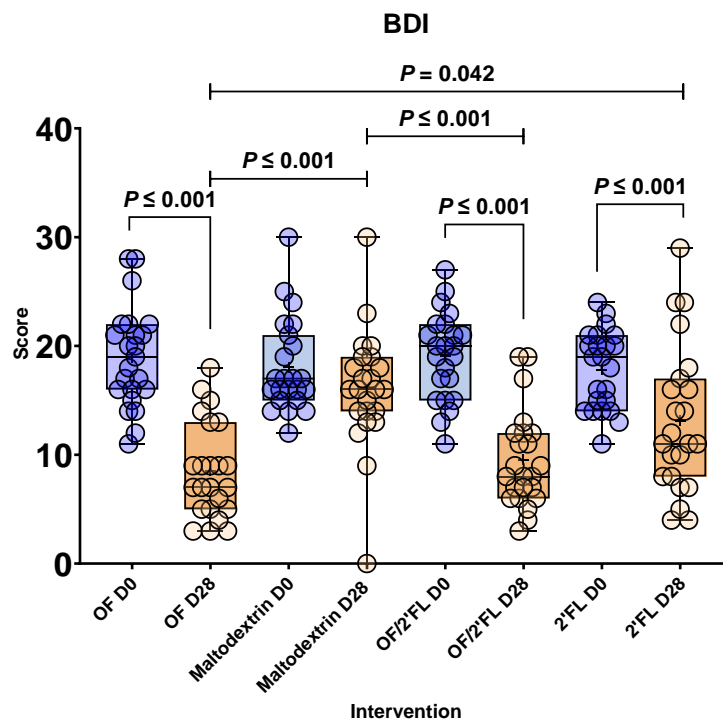 BDI
P = 0.042
P ≤ 0.001
P ≤ 0.001
P ≤ 0.001
P ≤ 0.001
P ≤ 0.001
40
30
20
10
0
Score
OF D0
OF D28
Maltodextrin D0
Maltodextrin D28
OF/2'FL D0
OF/2'FL D28
2'FL D0
2'FL D28
Intervention